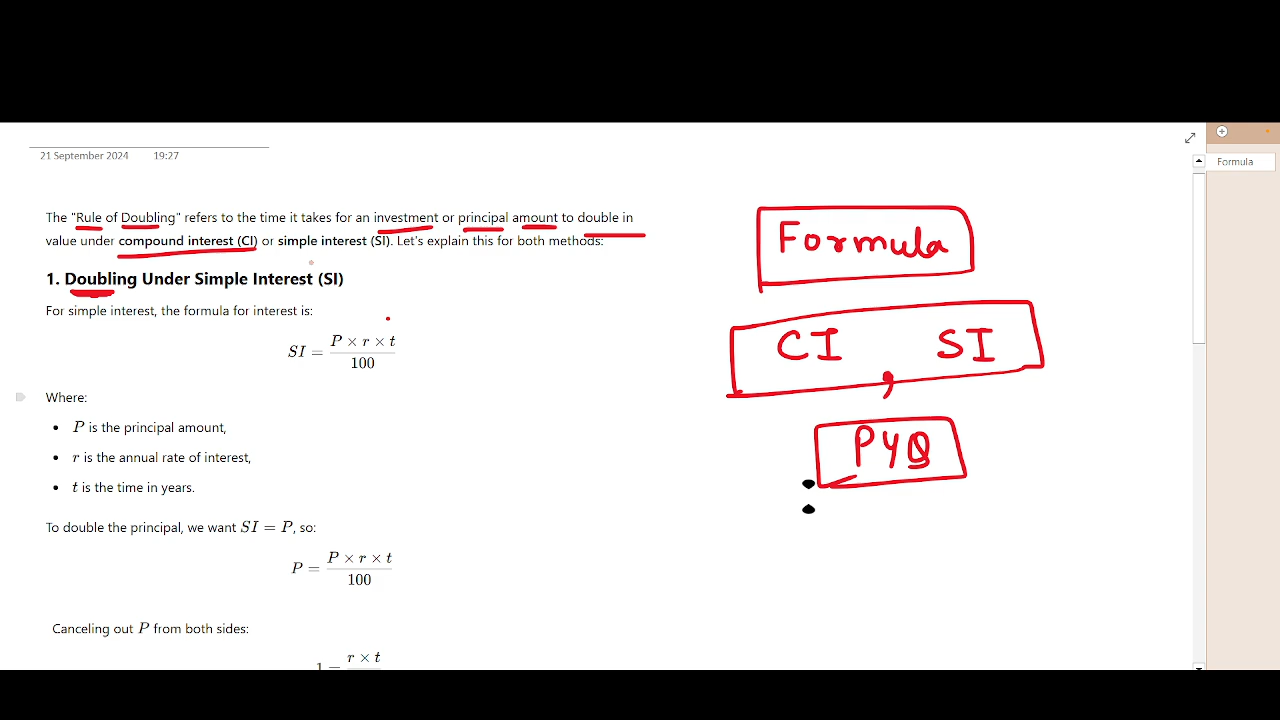 21 September 2024 19:27
Formula
The "Rule of Doubling" refers to the time it takes for an investment or principal amount to double in
value under compound interest (CI) or simple interest (SI). Let's explain this for both methods:
1. Doubling Under Simple Interest (SI)
For simple interest, the formula for interest is:
SI = P × r × t / 100
Where:
• P is the principal amount,
• r is the annual rate of interest,
• t is the time in years.
To double the principal, we want SI = P, so:
P = P × r × t / 100
Canceling out P from both sides:
1 = r × t
Formula
CI , SI
PYQ